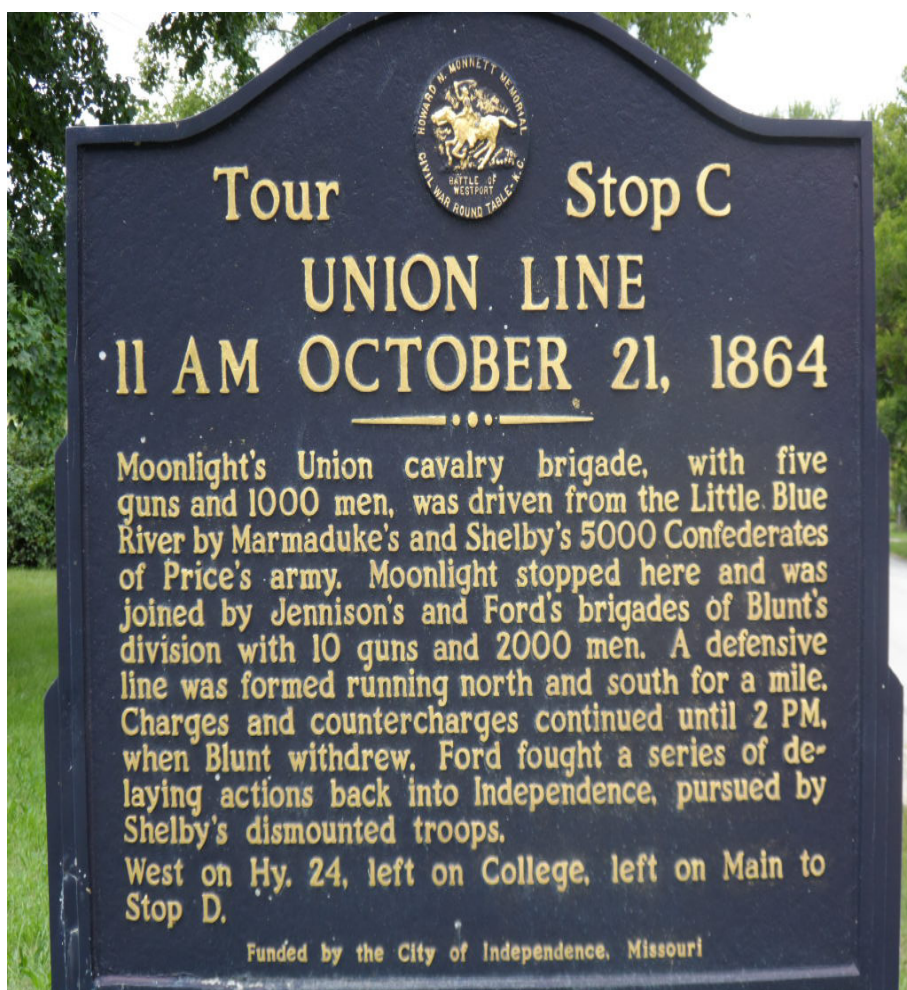 HOWARD N. MONNETT MEMORIAL
CIVIL WAR ROUND TABLE - K.C.
BATTLE OF
WESTPORT
Tour Stop C
UNION LINE
11 AM OCTOBER 21, 1864
Moonlight's Union cavalry brigade, with five
guns and 1000 men, was driven from the Little Blue
River by Marmaduke's and Shelby's 5000 Confederates
of Price's army. Moonlight stopped here and was
joined by Jennison's and Ford's brigades of Blunt's
division with 10 guns and 2000 men. A defensive
line was formed running north and south for a mile.
Charges and countercharges continued until 2 PM,
when Blunt withdrew. Ford fought a series of de-
laying actions back into Independence, pursued by
Shelby's dismounted troops.
West on Hy. 24, left on College, left on Main to
Stop D.
Funded by the City of Independence, Missouri